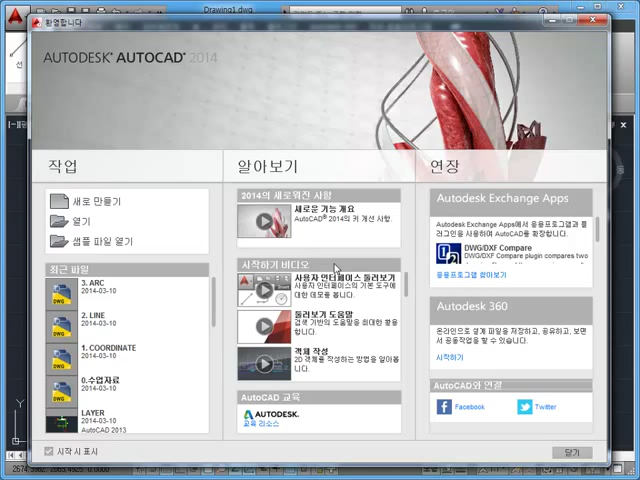 Drawing1.dwg
환영합니다
AUTODESK® AUTOCAD® 2014
작업
알아보기
연장
새로 만들기
열기
샘플 파일 열기
최근 파일
3. ARC
2014-03-10
2. LINE
2014-03-10
1. COORDINATE
2014-03-10
0.수업자료
2014-03-10
LAYER
AutoCAD 2013
2014의 새로워진 사항
새로운 기능 개요
AutoCAD® 2014의 키 개선 사항.
시작하기 비디오
사용자 인터페이스 둘러보기
사용자 인터페이스의 기본 도구에
대한 데모를 봅니다.
둘러보기 도움말
검색 기반의 도움말을 최대한 활용
합니다.
객체 작성
2D 객체를 작성하는 방법을 알아봅
니다.
AutoCAD 교육
AUTODESK.
교육 리소스
Autodesk Exchange Apps
Autodesk Exchange Apps에서 응용프로그램과 플
러그인을 사용하여 AutoCAD를 확장합니다.
DWG/DXF Compare
DWG/DXF Compare plugin compares two
응용프로그램 찾아보기
Autodesk 360
온라인으로 설계 파일을 저장하고, 공유하고, 보면
서 공동작업을 할 수 있습니다.
시작하기
AutoCAD와 연결
Facebook
Twitter
시작 시 표시
닫기